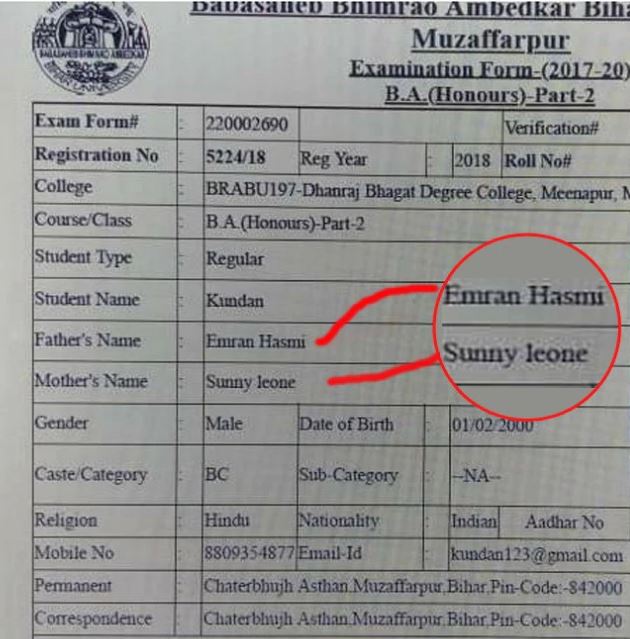 Babasaheb Bhimrao Ambedkar Biha
Muzaffarpur
Examination Form-(2017-20)
B.A.(Honours)-Part-2
Exam Form# : 220002690 Verification#
Registration No : 5224/18 Reg Year : 2018 Roll No#
College : BRABU197-Dhanraj Bhagat Degree College, Meenapur, M
Course/Class : B.A.(Honours)-Part-2
Student Type : Regular
Student Name : Kundan
Father's Name : Emran Hasmi
Mother's Name : Sunny leone
Emran Hasmi
Sunny leone
Gender : Male Date of Birth : 01/02/2000
Caste/Category : BC Sub-Category : --NA--
Religion : Hindu Nationality : Indian Aadhar No
Mobile No : 8809354877 Email-Id : kundan123@gmail.com
Permanent : Chaterbhujh Asthan,Muzaffarpur,Bihar,Pin-Code:-842000
Correspondence : Chaterbhujh Asthan,Muzaffarpur,Bihar,Pin-Code:-842000